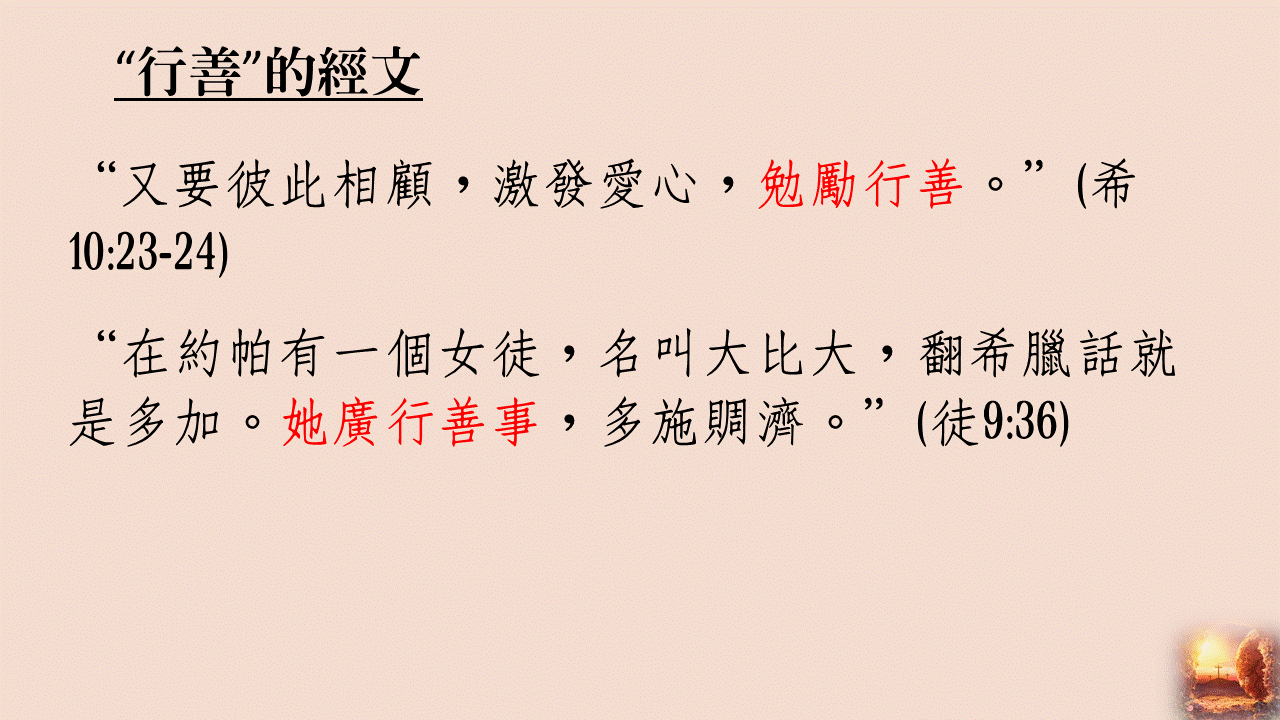 “行善”的經文
“又要彼此相顧，激發愛心，勉勵行善。”(希
10:23-24)
“在約帕有一個女徒，名叫大比大，翻希臘話就
是多加。她廣行善事，多施賙濟。”(徒9:36)